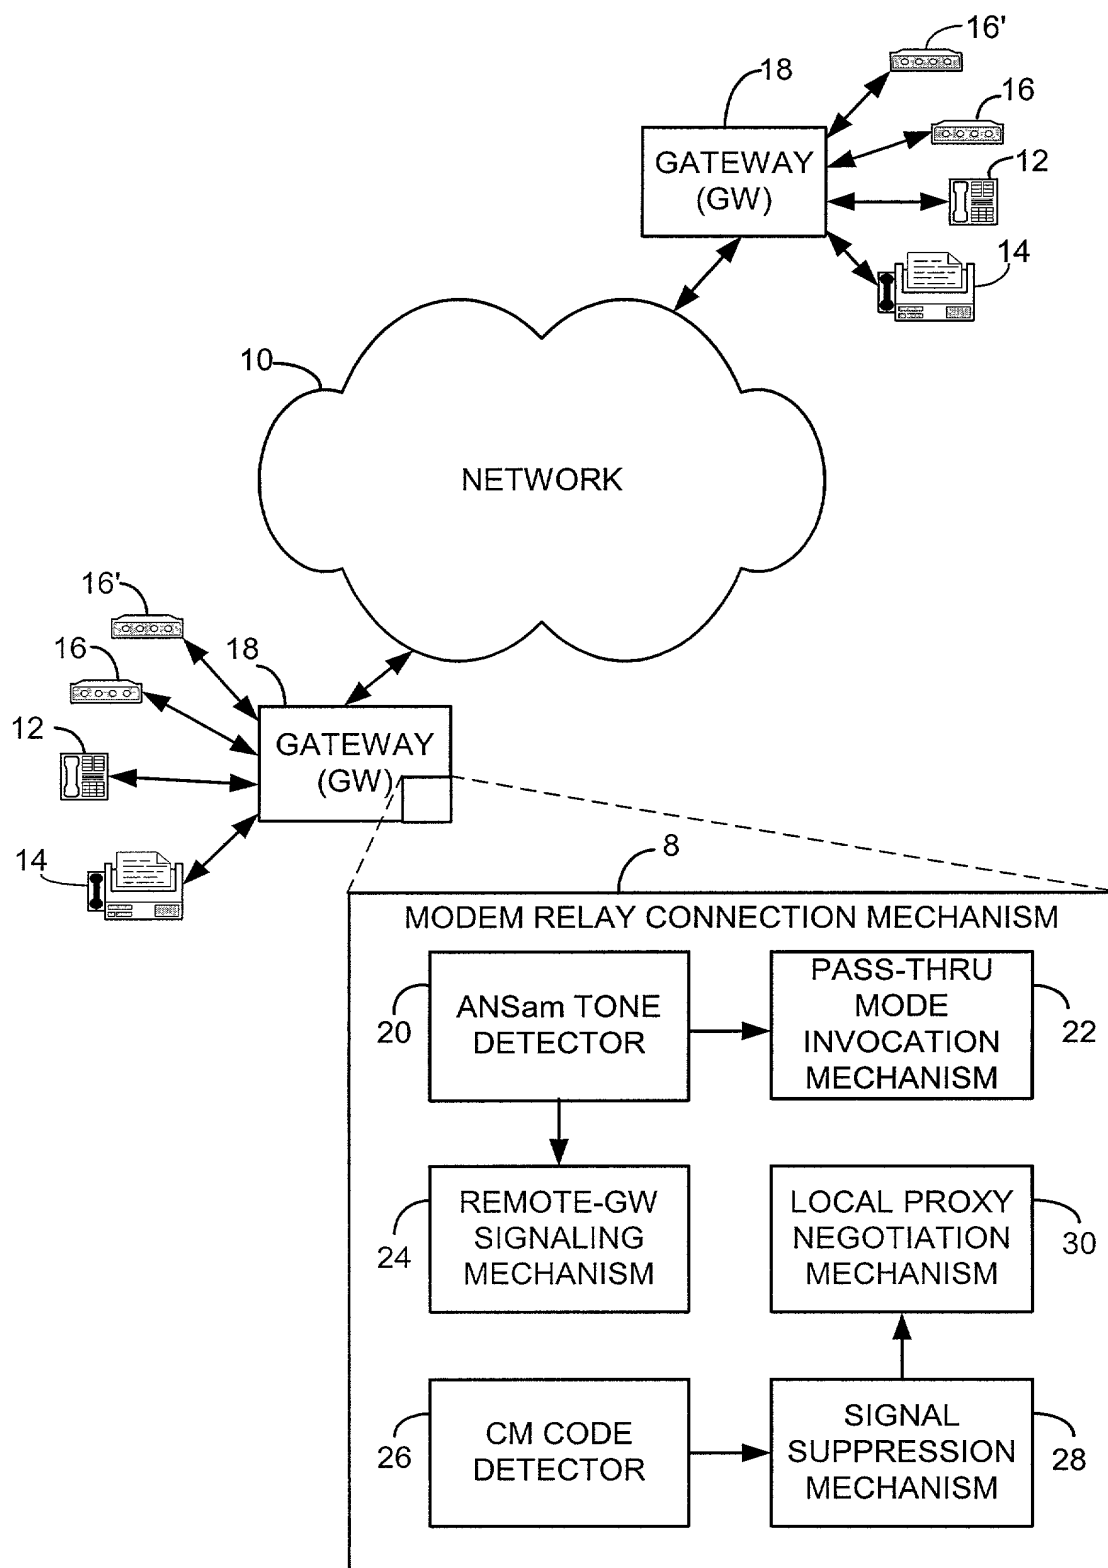 16'
18
16
GATEWAY
(GW)
12
14
10
NETWORK
16'
16
18
12
GATEWAY
(GW)
14
8
MODEM RELAY CONNECTION MECHANISM
20
ANSam TONE
DETECTOR
PASS-THRU
MODE
INVOCATION
MECHANISM
22
24
REMOTE-GW
SIGNALING
MECHANISM
LOCAL PROXY
NEGOTIATION
MECHANISM
30
26
CM CODE
DETECTOR
SIGNAL
SUPPRESSION
MECHANISM
28